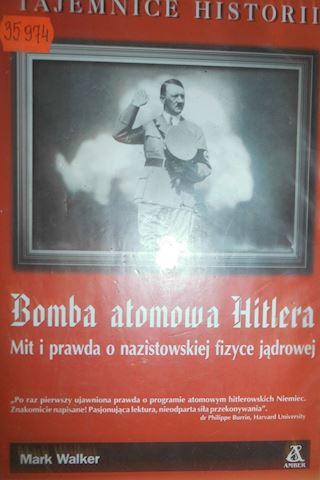 TAJEMNICE HISTORII
35 974
Bomba atomowa Hitlera
Mit i prawda o nazistowskiej fizyce jądrowej
„Po raz pierwszy ujawniona prawda o programie atomowym hitlerowskich Niemiec.
Znakomicie napisane! Pasjonująca lektura, nieodparta siła przekonywania".
dr Philippe Burrin, Harvard University
Mark Walker
AMBER